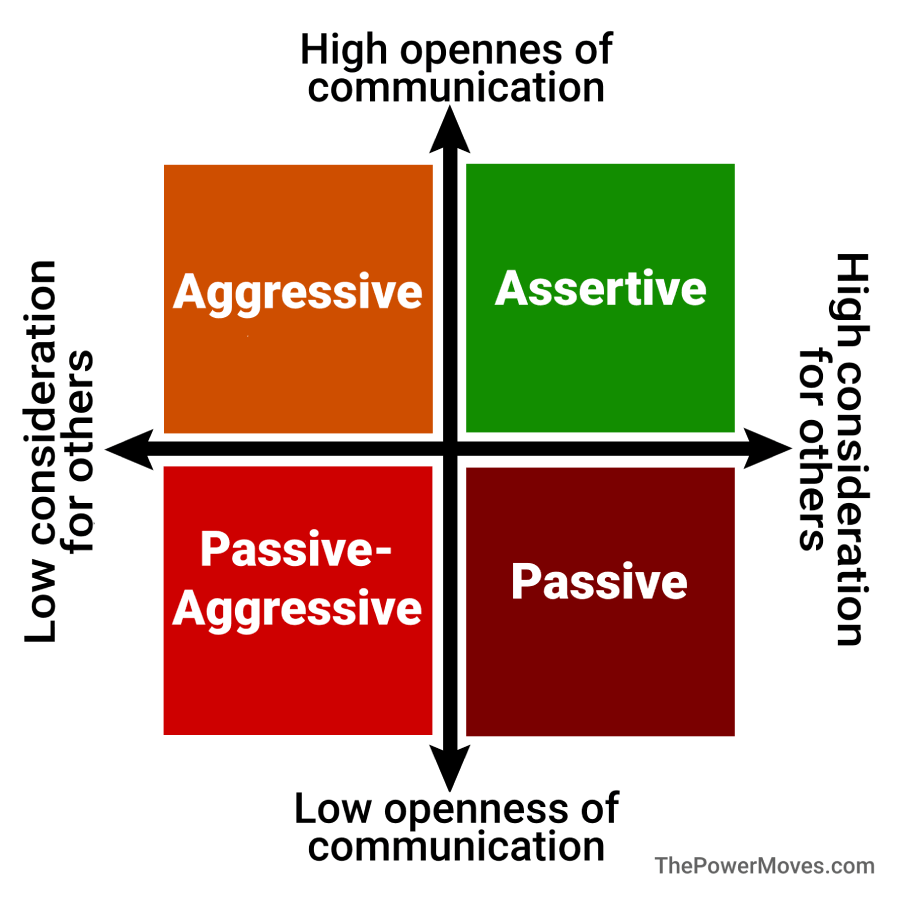 High opennes of
communication
Aggressive
Assertive
Low consideration
for others
High consideration
for others
Passive-
Aggressive
Passive
Low openness of
communication
ThePowerMoves.com